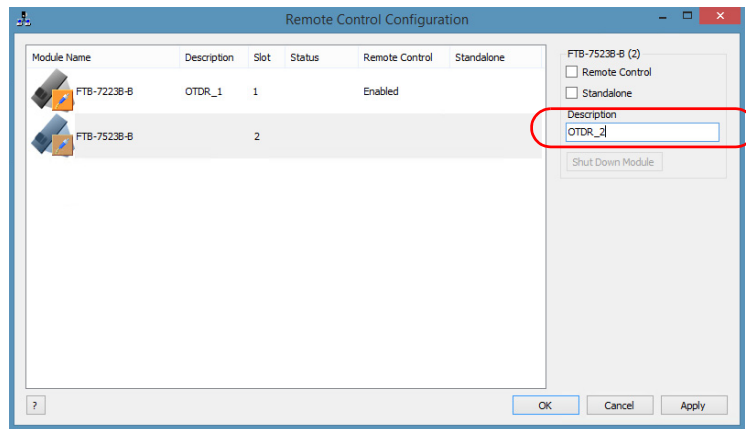 Remote Control Configuration
Module Name Description Slot Status Remote Control Standalone
FTB-7223B-B OTDR_1 1 Enabled
FTB-7523B-B 2
FTB-7523B-B (2)
Remote Control
Standalone
Description
OTDR_2
Shut Down Module
?
OK Cancel Apply